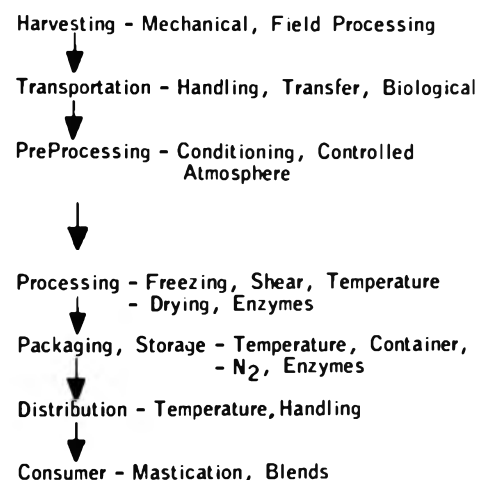 Harvesting - Mechanical, Field Processing
Transportation - Handling, Transfer, Biological
PreProcessing - Conditioning, Controlled
Atmosphere
Processing - Freezing, Shear, Temperature
- Drying, Enzymes
Packaging, Storage - Temperature, Container,
- N2, Enzymes
Distribution - Temperature, Handling
Consumer - Mastication, Blends